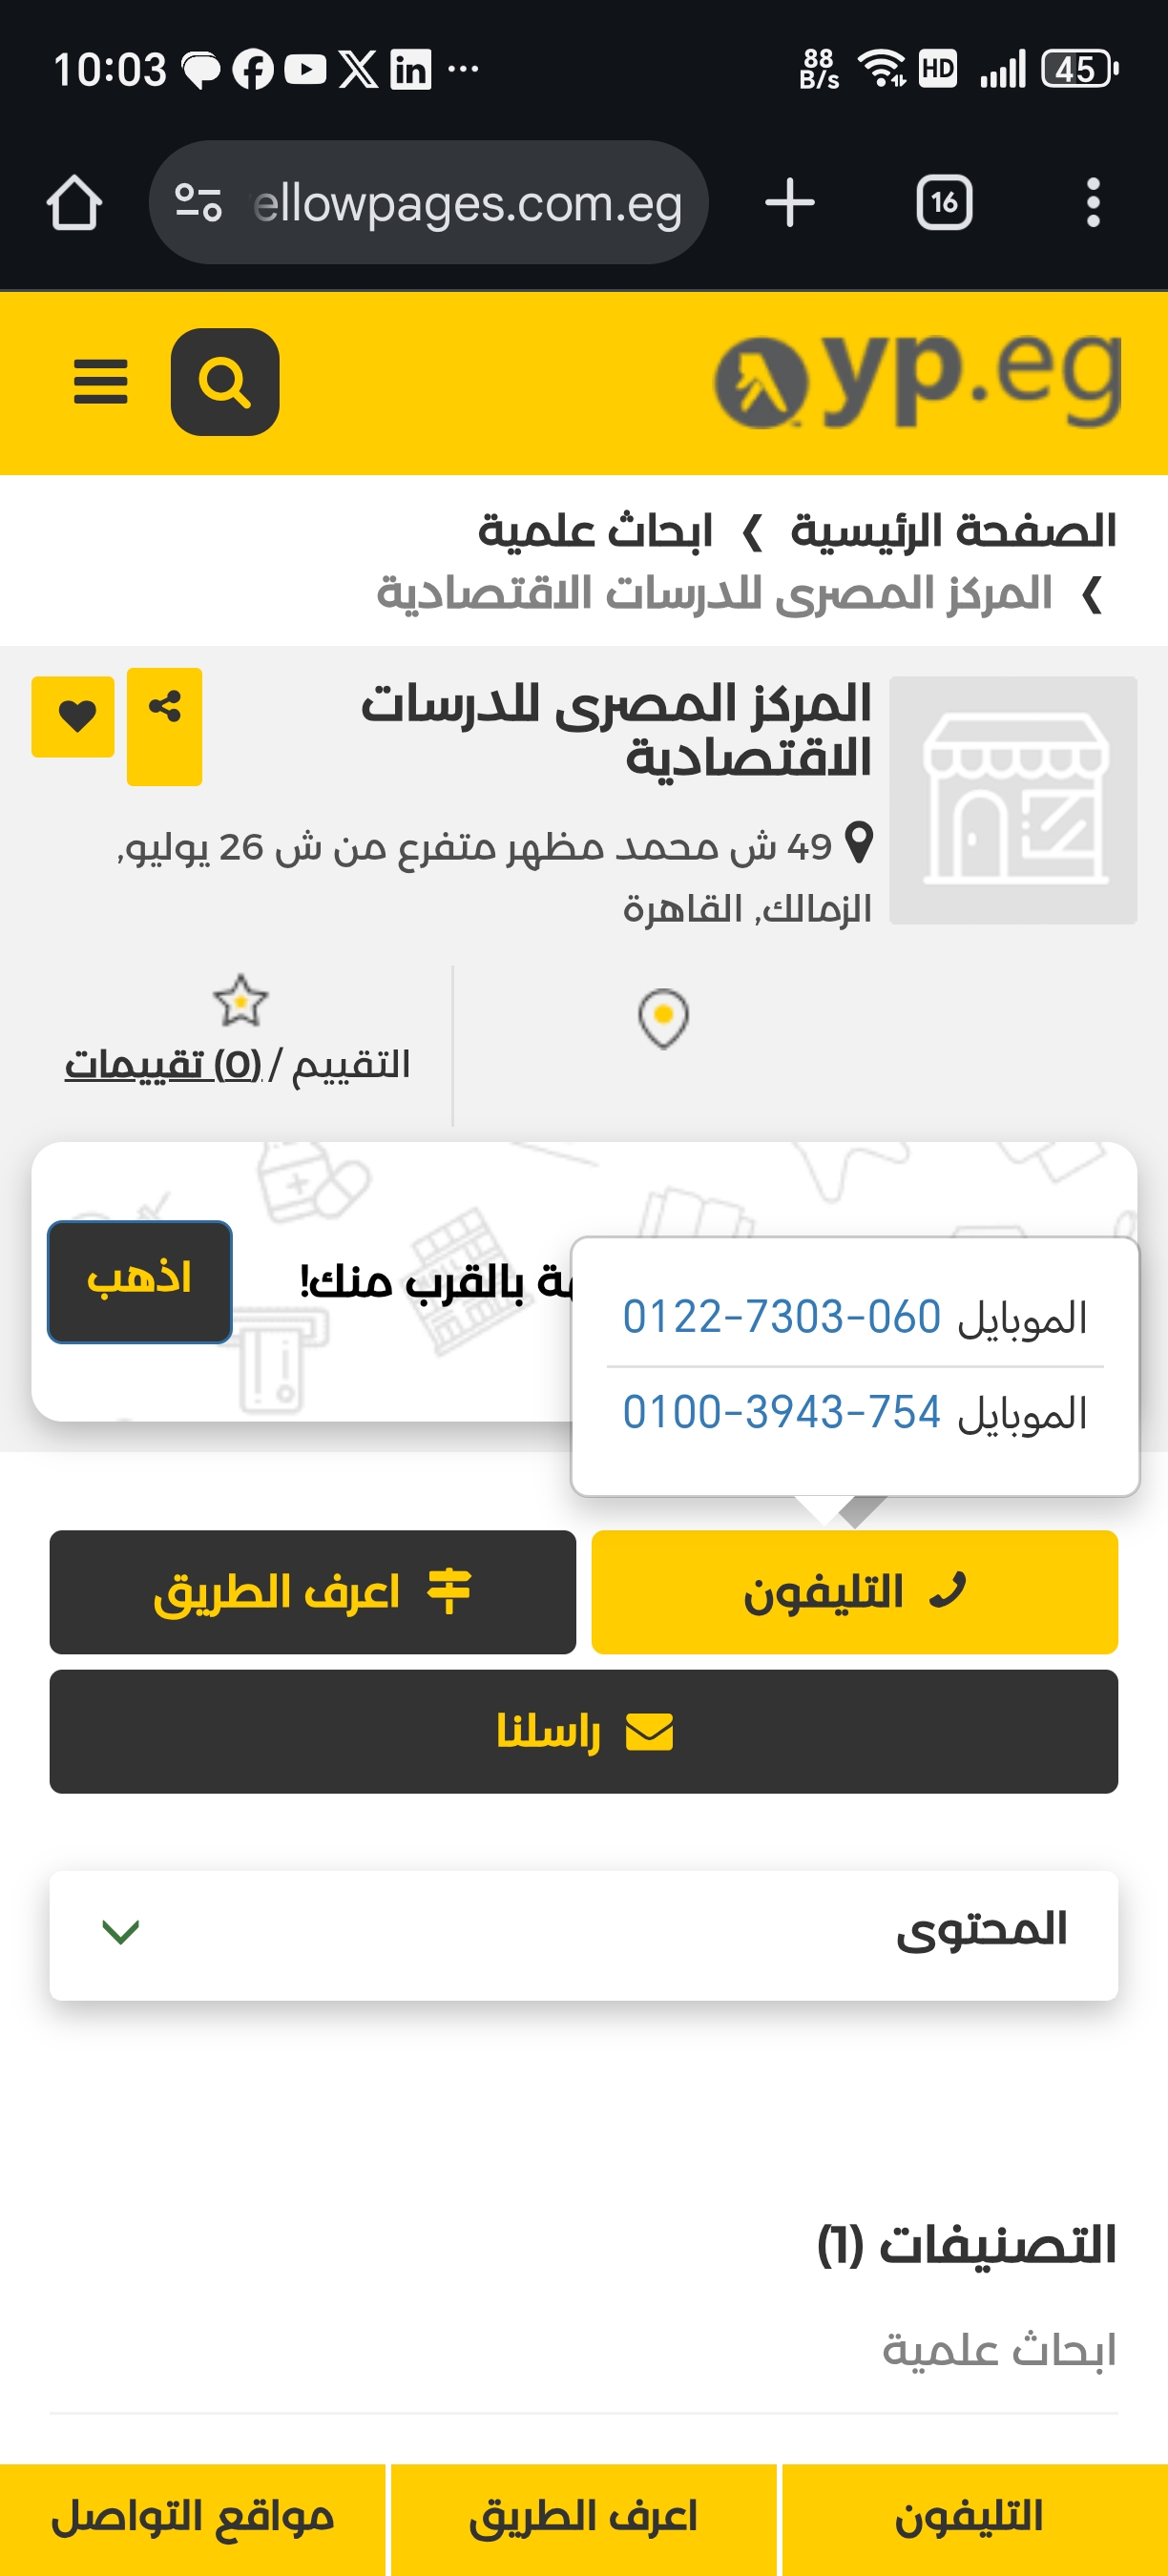 10:03
88 B/s
HD
45
ellowpages.com.eg
16
yp.eg
الصفحة الرئيسية ❯ ابحاث علمية
❯ المركز المصرى للدرسات الاقتصادية
المركز المصرى للدرسات
الاقتصادية
49 ش محمد مظهر متفرع من ش 26 يوليو,
الزمالك, القاهرة
التقييم / (0) تقييمات
بالقرب منك!
اذهب
الموبايل 0122-7303-060
الموبايل 0100-3943-754
التليفون
اعرف الطريق
راسلنا
المحتوى
التصنيفات (1)
ابحاث علمية
التليفون
اعرف الطريق
مواقع التواصل